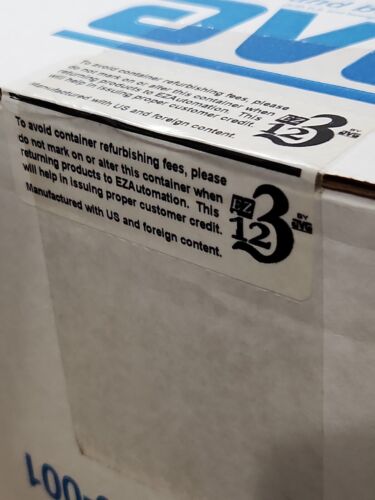 avg
To avoid container refurbishing fees, please
do not mark on or alter this container when
returning products to EZAutomation. This
will help in issuing proper customer credit.
Manufactured with US and foreign content.
EZ
123
BY
avg
To avoid container refurbishing fees, please
do not mark on or alter this container when
returning products to EZAutomation. This
will help in issuing proper customer credit.
Manufactured with US and foreign content.
EZ
123
BY
avg
-001